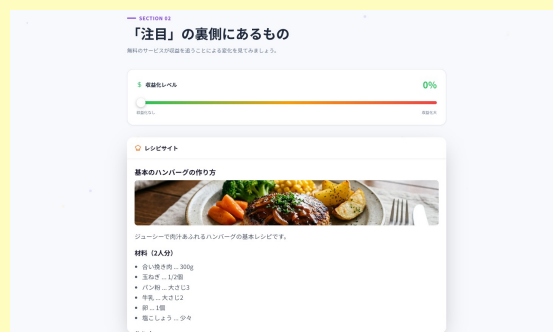 SECTION 02
「注目」の裏側にあるもの
無料のサービスが収益を追うことによる変化を見てみましょう。
$ 収益化レベル
0%
収益化なし
収益化大
レシピサイト
基本のハンバーグの作り方
ジューシーで肉汁あふれるハンバーグの基本レシピです。
材料（2人分）
合い挽き肉 ... 300g
玉ねぎ ... 1/2個
パン粉 ... 大さじ3
牛乳 ... 大さじ2
卵 ... 1個
塩こしょう ... 少々